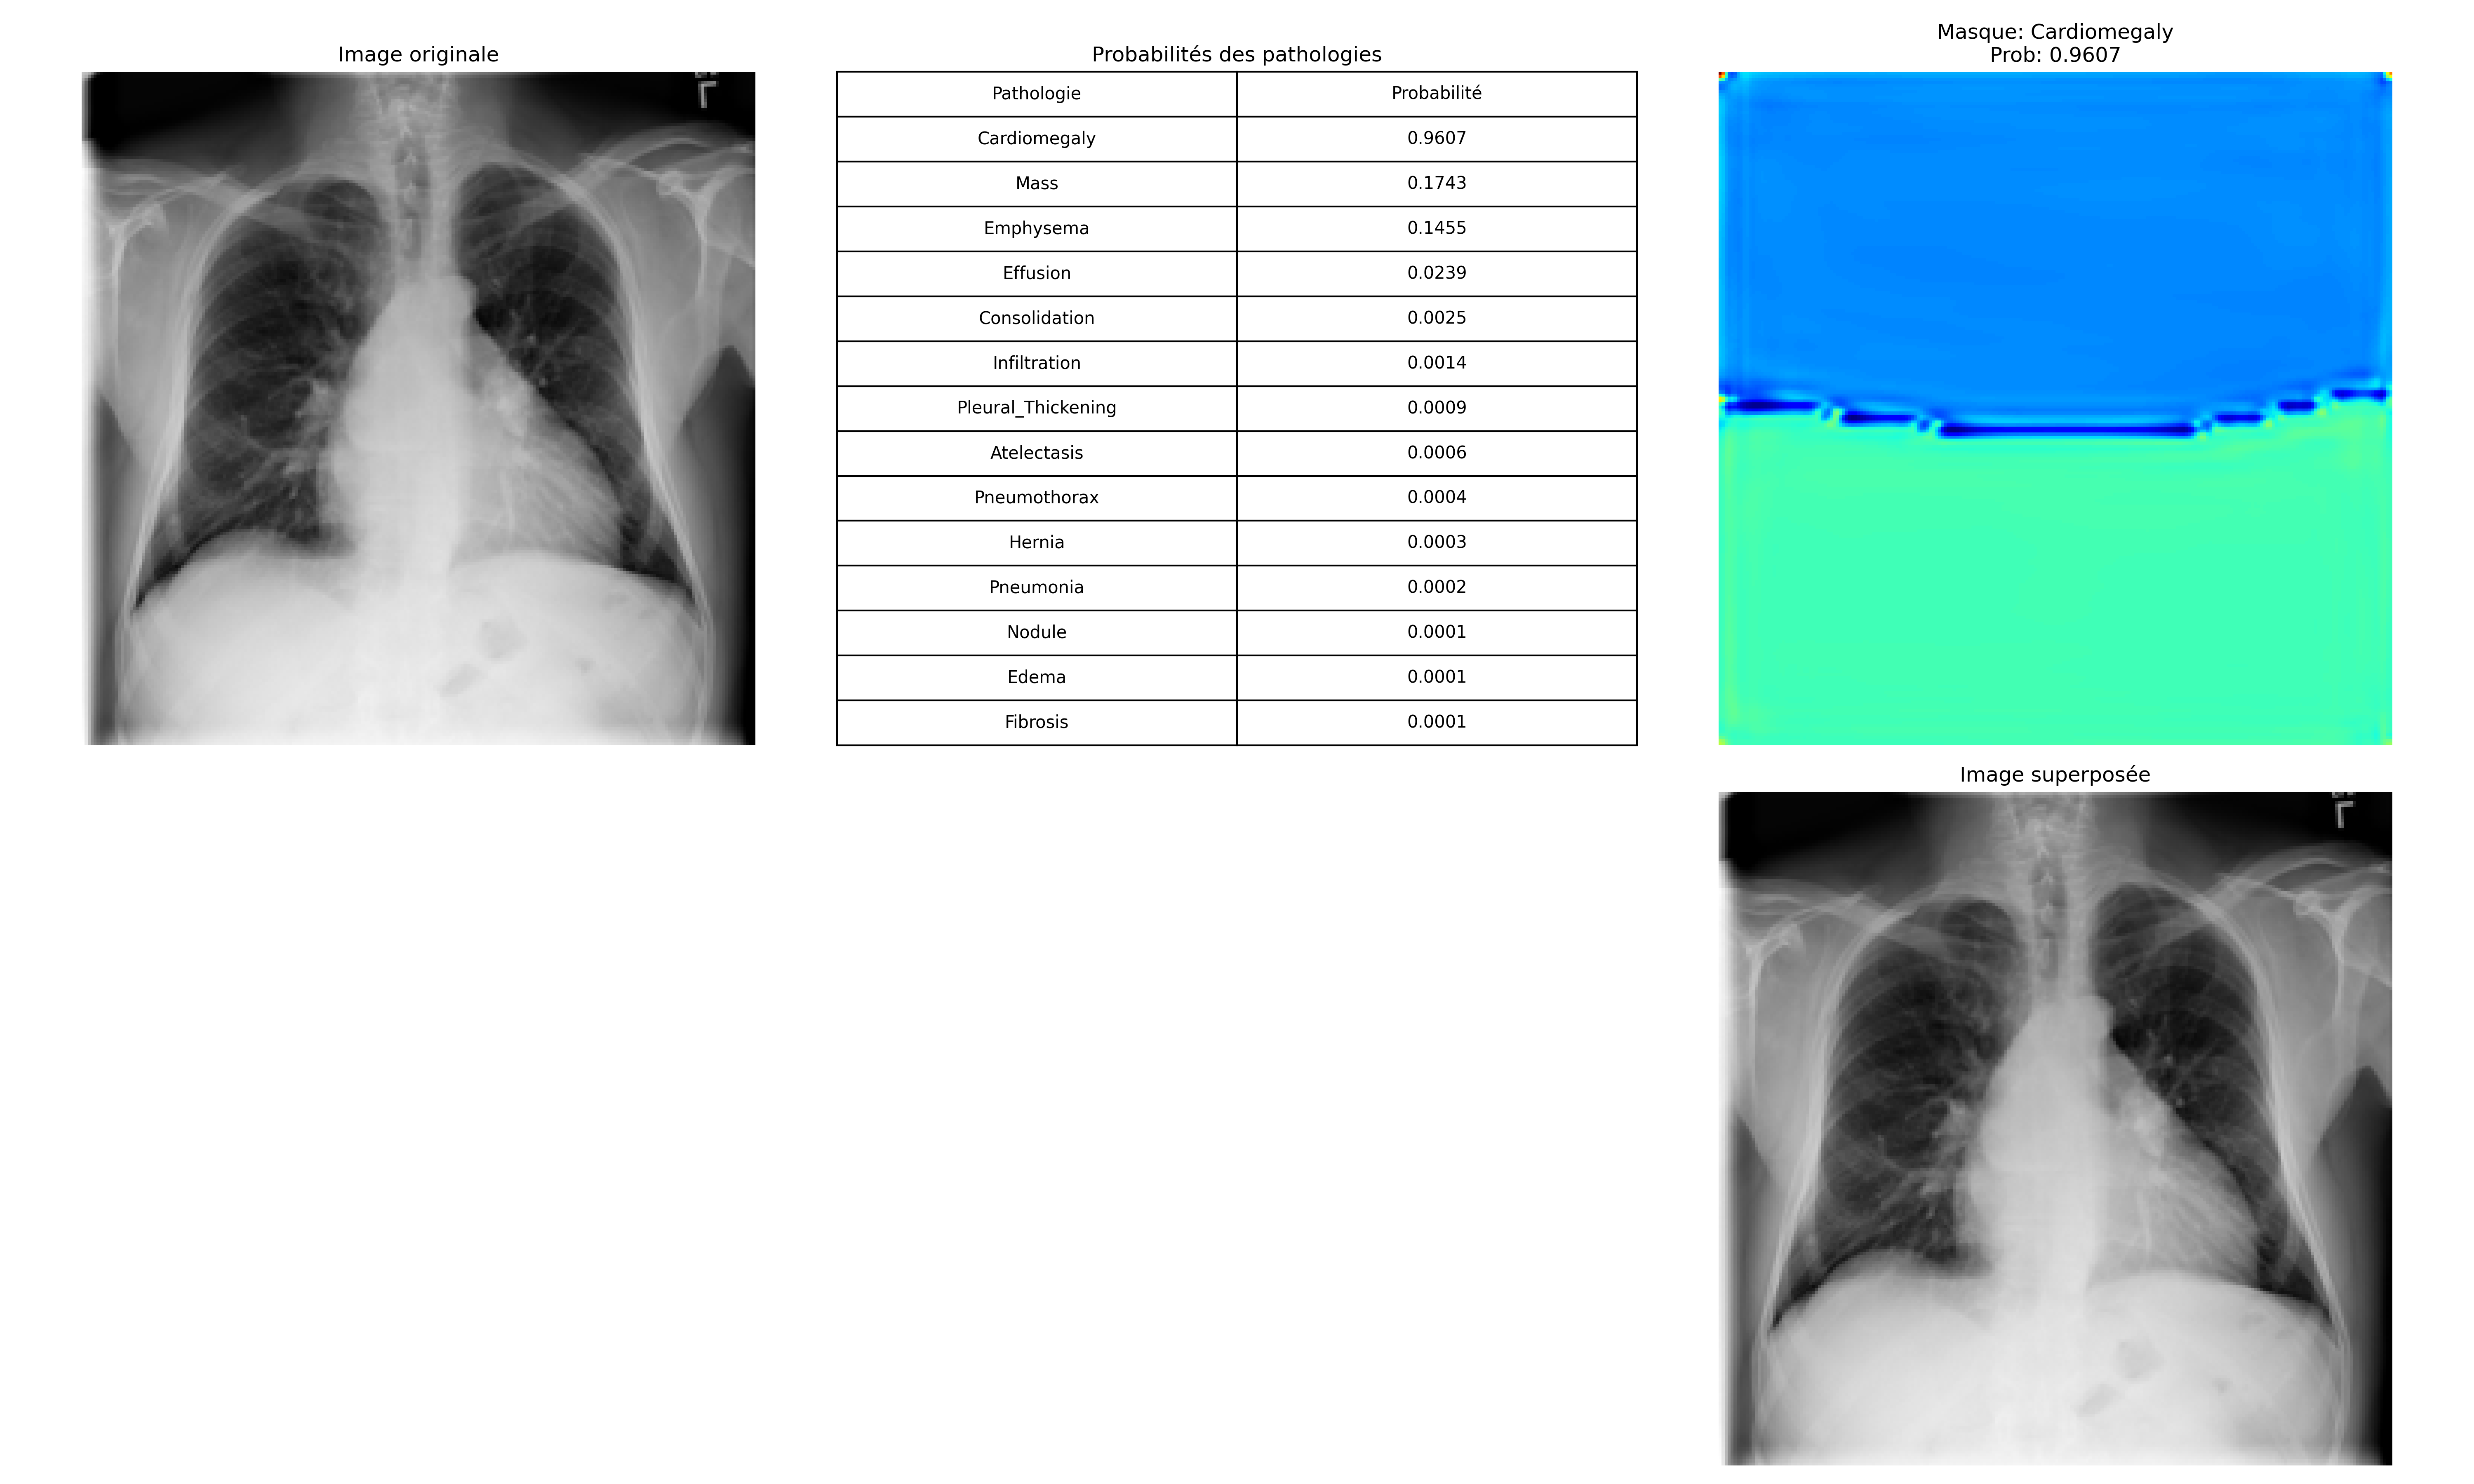 Image originale
Probabilités des pathologies
Pathologie Probabilité
Cardiomegaly 0.9607
Mass 0.1743
Emphysema 0.1455
Effusion 0.0239
Consolidation 0.0025
Infiltration 0.0014
Pleural_Thickening 0.0009
Atelectasis 0.0006
Pneumothorax 0.0004
Hernia 0.0003
Pneumonia 0.0002
Nodule 0.0001
Edema 0.0001
Fibrosis 0.0001
Masque: Cardiomegaly
Prob: 0.9607
Image superposée